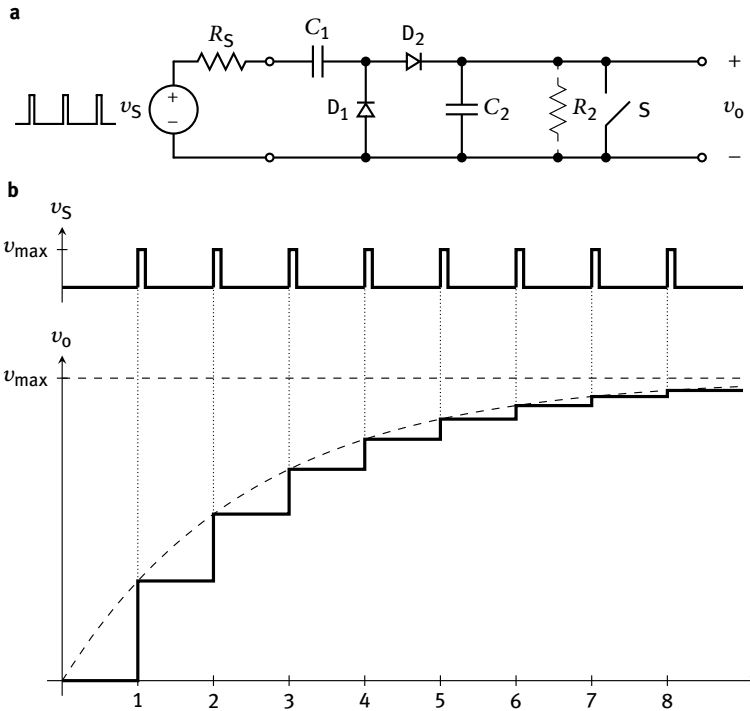 a
R_S C_1 D_2
v_S + − D_1 C_2 R_2 S + v_o −
b
v_S
v_max
v_o
v_max
1 2 3 4 5 6 7 8